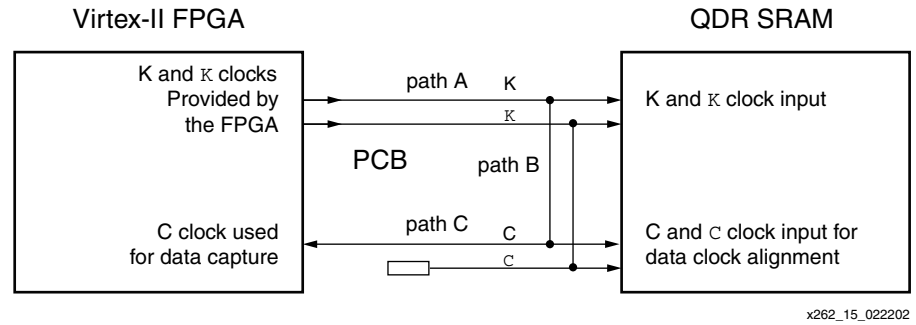 Virtex-II FPGA
QDR SRAM
K and K clocks
Provided by
the FPGA
path A
K
K
K and K clock input
PCB
path B
C clock used
for data capture
path C
C
C
C and C clock input for
data clock alignment
x262_15_022202